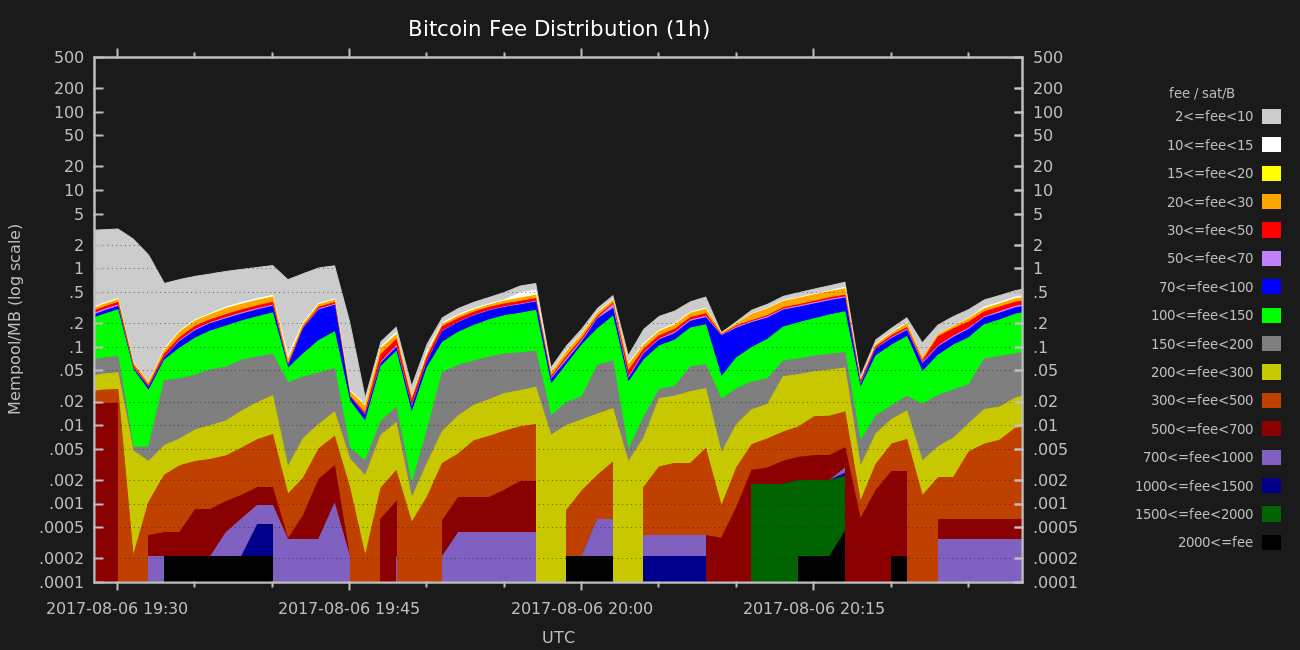 Bitcoin Fee Distribution (1h)
Mempool/MB (log scale)
500
200
100
50
20
10
5
2
1
.5
.2
.1
.05
.02
.01
.005
.002
.001
.0005
.0002
.0001
500
200
100
50
20
10
5
2
1
.5
.2
.1
.05
.02
.01
.005
.002
.001
.0005
.0002
.0001
2017-08-06 19:30 2017-08-06 19:45 2017-08-06 20:00 2017-08-06 20:15
UTC
fee / sat/B
2<=fee<10
10<=fee<15
15<=fee<20
20<=fee<30
30<=fee<50
50<=fee<70
70<=fee<100
100<=fee<150
150<=fee<200
200<=fee<300
300<=fee<500
500<=fee<700
700<=fee<1000
1000<=fee<1500
1500<=fee<2000
2000<=fee